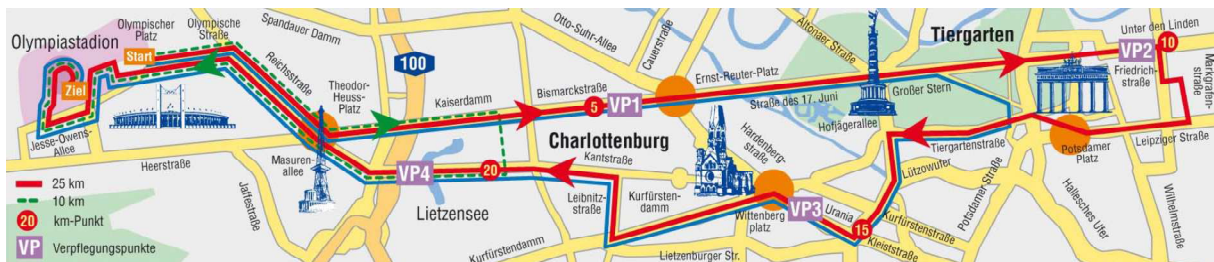 Olympischer
Platz
Olympische
Straße
Spandauer Damm
Otto-Suhr-Allee
Cauerstraße
Altonaer Straße
Tiergarten
Unter den Linden
Olympiastadion
Start
Ziel
Reichsstraße
Theodor-
Heuss-
Platz
100
Kaiserdamm
Bismarckstraße
5
VP1
Ernst-Reuter-Platz
Straße des 17. Juni
Großer Stern
VP2
10
Friedrich-
straße
Markgrafen-
straße
Jesse-Owens-
Allee
Heerstraße
Masuren-
allee
Jaffestraße
VP4
Lietzensee
20
Charlottenburg
Kantstraße
Leibnitz-
straße
Kurfürsten-
damm
Kurfürstendamm
Hardenberg-
straße
Wittenberg
platz
VP3
Urania
15
Hofjägerallee
Lützowufer
Kurfürstenstraße
Kleiststraße
Lietzenburger Str.
Tiergartenstraße
Potsdamer Straße
Potsdamer
Platz
Leipziger Straße
Hallesches Ufer
Wilhelmstraße
25 km
10 km
20 km-Punkt
VP Verpflegungspunkte